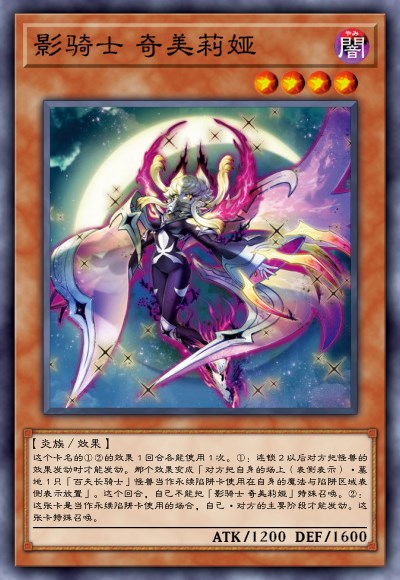 影骑士 奇美莉娅
やみ
闇
【炎族／效果】
这个卡名的①②的效果1回合各能使用1次。①：连锁2以后对方把怪兽的
效果发动时才能发动。那个效果变成「对方把自身的场上（表侧表示）·墓
地1只「百夫长骑士」怪兽当作永续陷阱卡使用在自身的魔法与陷阱区域表
侧表示放置」。这个回合，自己不能把「影骑士 奇美莉娅」特殊召唤。②：
这张卡是当作永续陷阱卡使用的场合，自己·对方的主要阶段才能发动。这
张卡特殊召唤。
ATK/1200 DEF/1600